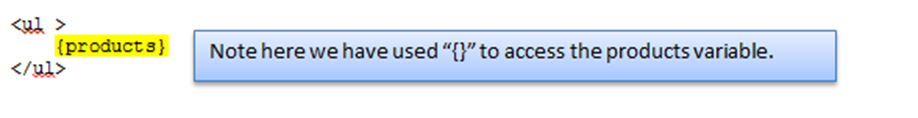 <ul >
{products}
</ul>
Note here we have used “{}” to access the products variable.